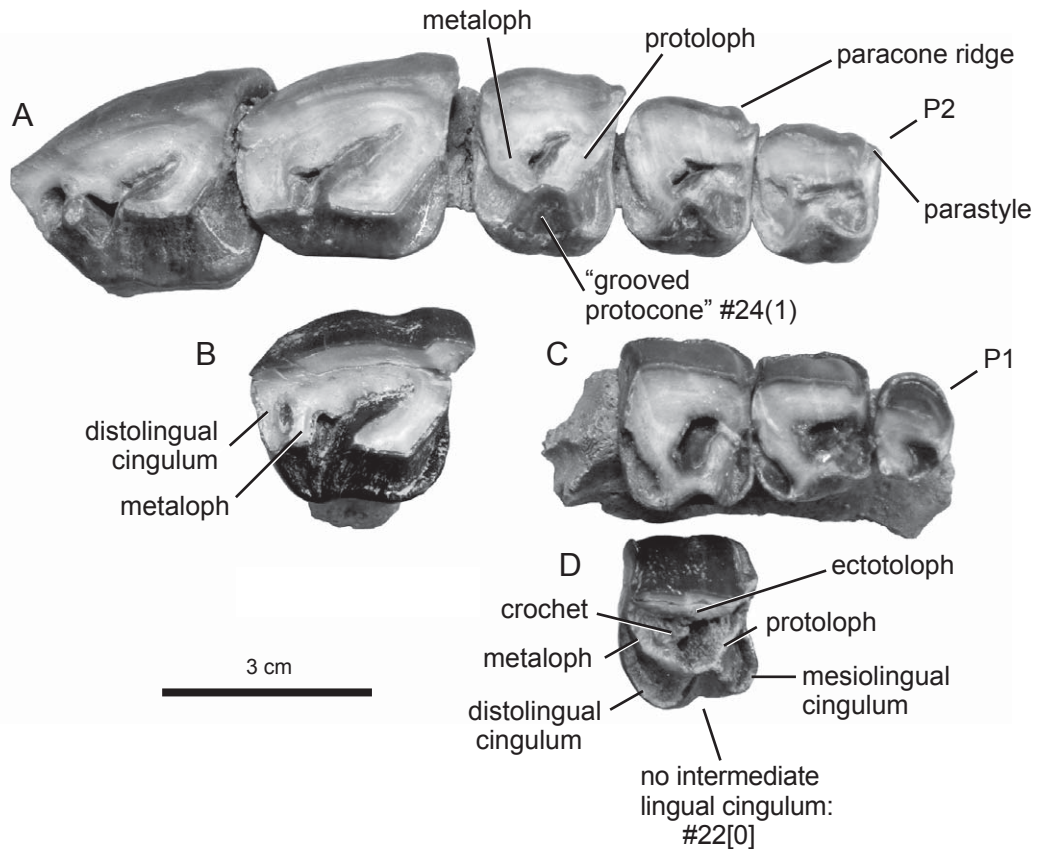 metaloph
protoloph
paracone ridge
A
P2
parastyle
“grooved
protocone” #24(1)
B
C
P1
distolingual
cingulum
metaloph
D
ectotoloph
crochet
protoloph
metaloph
mesiolingual
cingulum
3 cm
distolingual
cingulum
no intermediate
lingual cingulum:
#22[0]